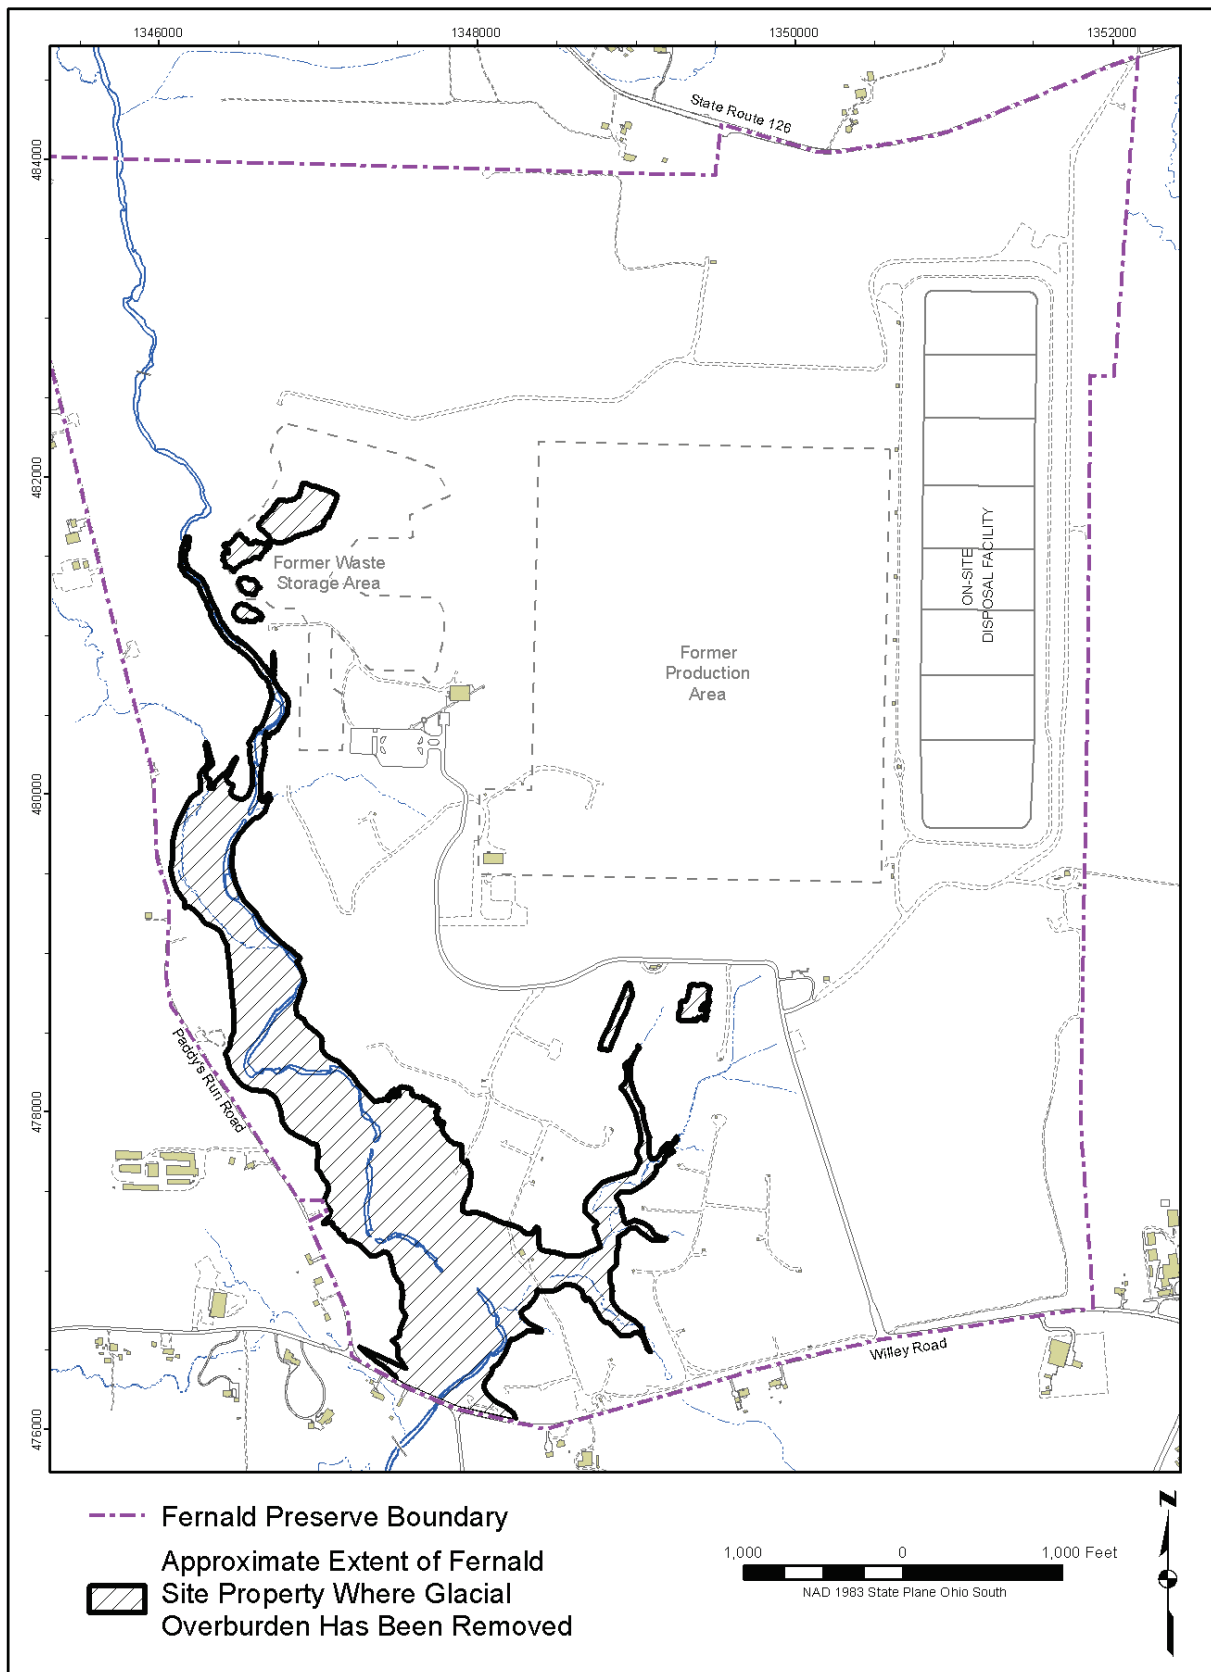 1346000
1348000
1350000
1352000
484000
482000
480000
478000
476000
State Route 126
Former Waste
Storage Area
Former
Production
Area
ON-SITE
DISPOSAL FACILITY
Paddy's Run Road
Willey Road
Fernald Preserve Boundary
Approximate Extent of Fernald
Site Property Where Glacial
Overburden Has Been Removed
1,000
0
1,000 Feet
NAD 1983 State Plane Ohio South
N